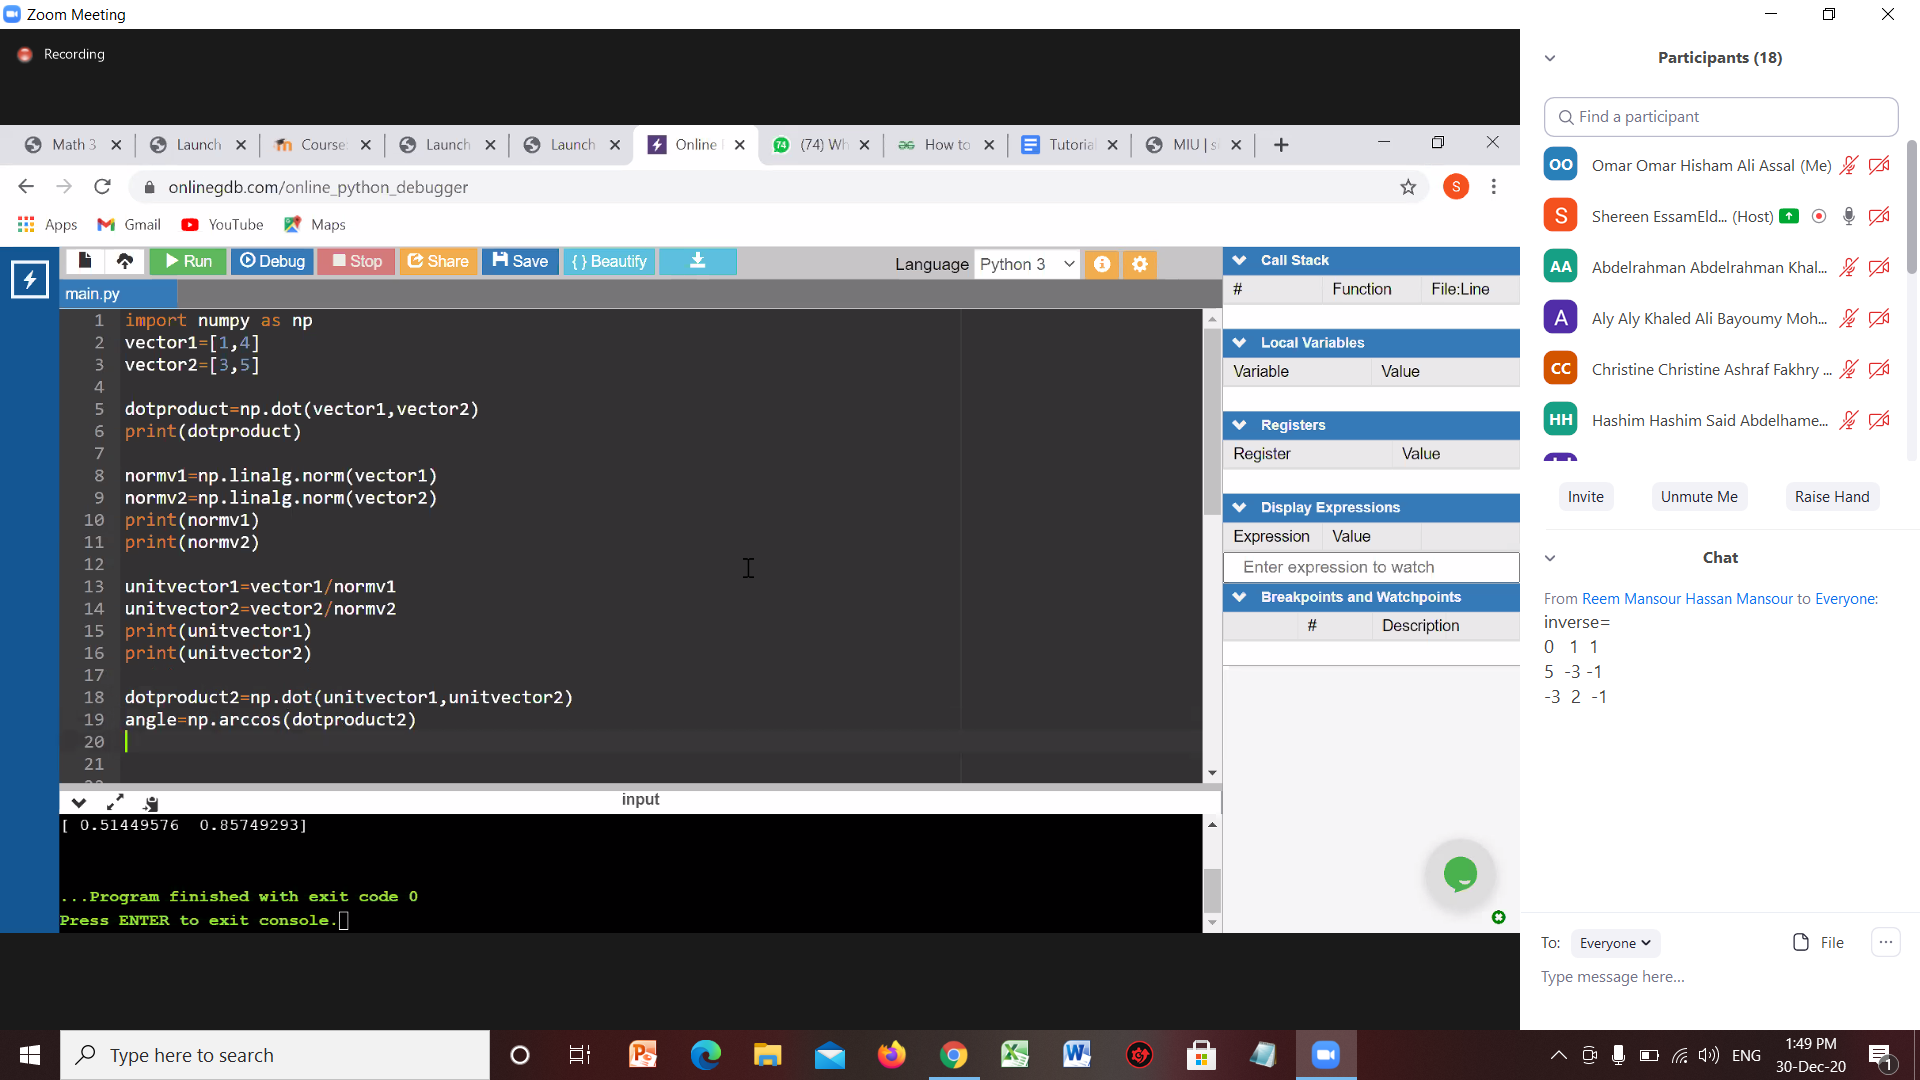 Zoom Meeting
Recording
Math 3
Launch
Course
Launch
Launch
Online
(74) Wh
How to
Tutorial
MIU | s
onlinegdb.com/online_python_debugger
S
Apps
Gmail
YouTube
Maps
Run
Debug
Stop
Share
Save
{ } Beautify
Language
Python 3
main.py
1 import numpy as np
2 vector1=[1,4]
3 vector2=[3,5]
4
5 dotproduct=np.dot(vector1,vector2)
6 print(dotproduct)
7
8 normv1=np.linalg.norm(vector1)
9 normv2=np.linalg.norm(vector2)
10 print(normv1)
11 print(normv2)
12
13 unitvector1=vector1/normv1
14 unitvector2=vector2/normv2
15 print(unitvector1)
16 print(unitvector2)
17
18 dotproduct2=np.dot(unitvector1,unitvector2)
19 angle=np.arccos(dotproduct2)
20
21
input
[ 0.51449576  0.85749293]
...Program finished with exit code 0
Press ENTER to exit console.
Call Stack
# Function File:Line
Local Variables
Variable Value
Registers
Register Value
Display Expressions
Expression Value
Enter expression to watch
Breakpoints and Watchpoints
# Description
Participants (18)
Find a participant
OO Omar Omar Hisham Ali Assal (Me)
S Shereen EssamEld... (Host)
AA Abdelrahman Abdelrahman Khal...
A Aly Aly Khaled Ali Bayoumy Moh...
CC Christine Christine Ashraf Fakhry ...
HH Hashim Hashim Said Abdelhame...
Invite
Unmute Me
Raise Hand
Chat
From Reem Mansour Hassan Mansour to Everyone:
inverse=
0 1 1
5 -3 -1
-3 2 -1
To: Everyone
File
...
Type message here...
Type here to search
ENG
1:49 PM
30-Dec-20
1